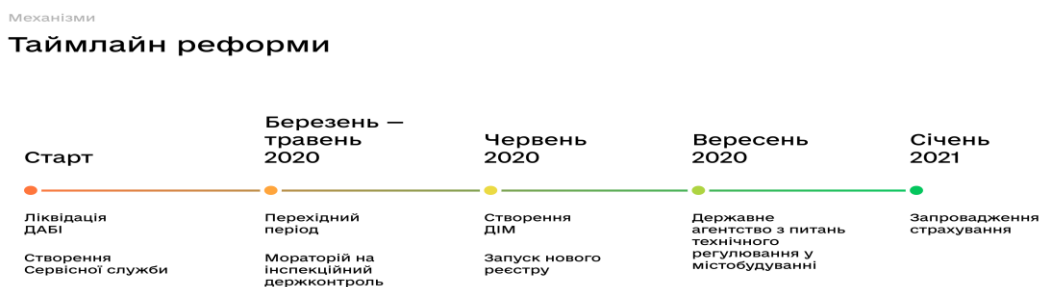 Механізми
Таймлайн реформи
Старт
Ліквідація
ДАБІ
Створення
Сервісної служби
Березень —
травень
2020
Перехідний
період
Мораторій на
інспекційний
держконтроль
Червень
2020
Створення
ДІМ
Запуск нового
реєстру
Вересень
2020
Державне
агентство з питань
технічного
регулювання у
містобудуванні
Січень
2021
Запровадження
страхування